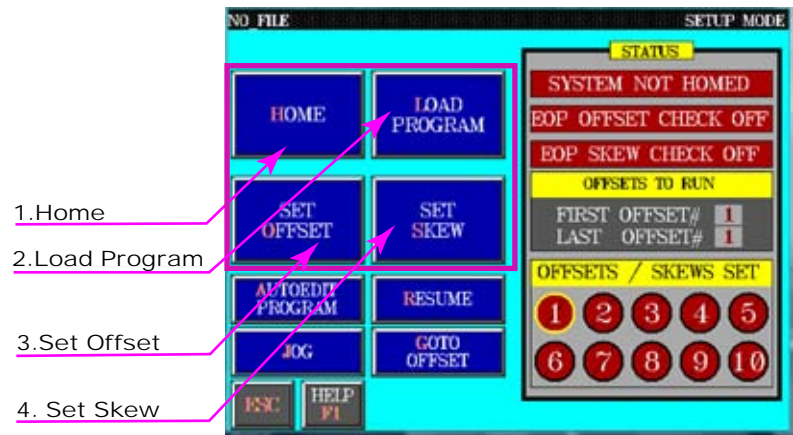 NO_FILE
SETUP MODE
STATUS
SYSTEM NOT HOMED
EOP OFFSET CHECK OFF
EOP SKEW CHECK OFF
OFFSETS TO RUN
FIRST OFFSET# 1
LAST OFFSET# 1
OFFSETS / SKEWS SET
1 2 3 4 5
6 7 8 9 10
HOME
LOAD
PROGRAM
SET
OFFSET
SET
SKEW
AUTOEDIT
PROGRAM
RESUME
JOG
GOTO
OFFSET
ESC
HELP
F1
1.Home
2.Load Program
3.Set Offset
4. Set Skew